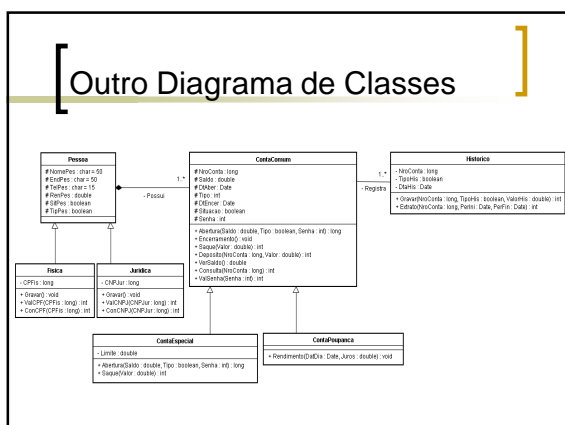 Outro Diagrama de Classes
Pessoa
# NomePes : char = 50
# EndPes : char = 50
# TelPes : char = 15
# RenPes : double
# SitPes : boolean
# TipPes : boolean
1..*
- Possui
ContaComum
# NroConta : long
# Saldo : double
# DtAber : Date
# Tipo : int
# DtEncer : Date
# Situacao : boolean
# Senha : int
+ Abertura(Saldo : double, Tipo : boolean, Senha : int) : long
+ Encerramento() : void
+ Saque(Valor : double) : int
+ Deposito(NroConta : long, Valor : double) : int
+ VerSaldo() : double
+ Consulta(NroConta : long) : int
+ ValSenha(Senha : int) : int
1..*
- Registra
Historico
- NroConta : long
- TipoHis : boolean
- DtaHis : Date
+ Gravar(NroConta : long, TipoHis : boolean, ValorHis : double) : int
+ Extrato(NroConta : long, PerIni : Date, PerFin : Date) : int
Fisica
- CPFis : long
+ Gravar() : void
+ ValCPF(CPFis : long) : int
+ ConCPF(CPFis : long) : int
Juridica
- CNPJur : long
+ Gravar() : void
+ ValCNPJ(CNPJur : long) : int
+ ConCNPJ(CNPJur : long) : int
ContaEspecial
- Limite : double
+ Abertura(Saldo : double, Tipo : boolean, Senha : int) : long
+ Saque(Valor : double) : int
ContaPoupanca
+ Rendimento(DatDia : Date, Juros : double) : void